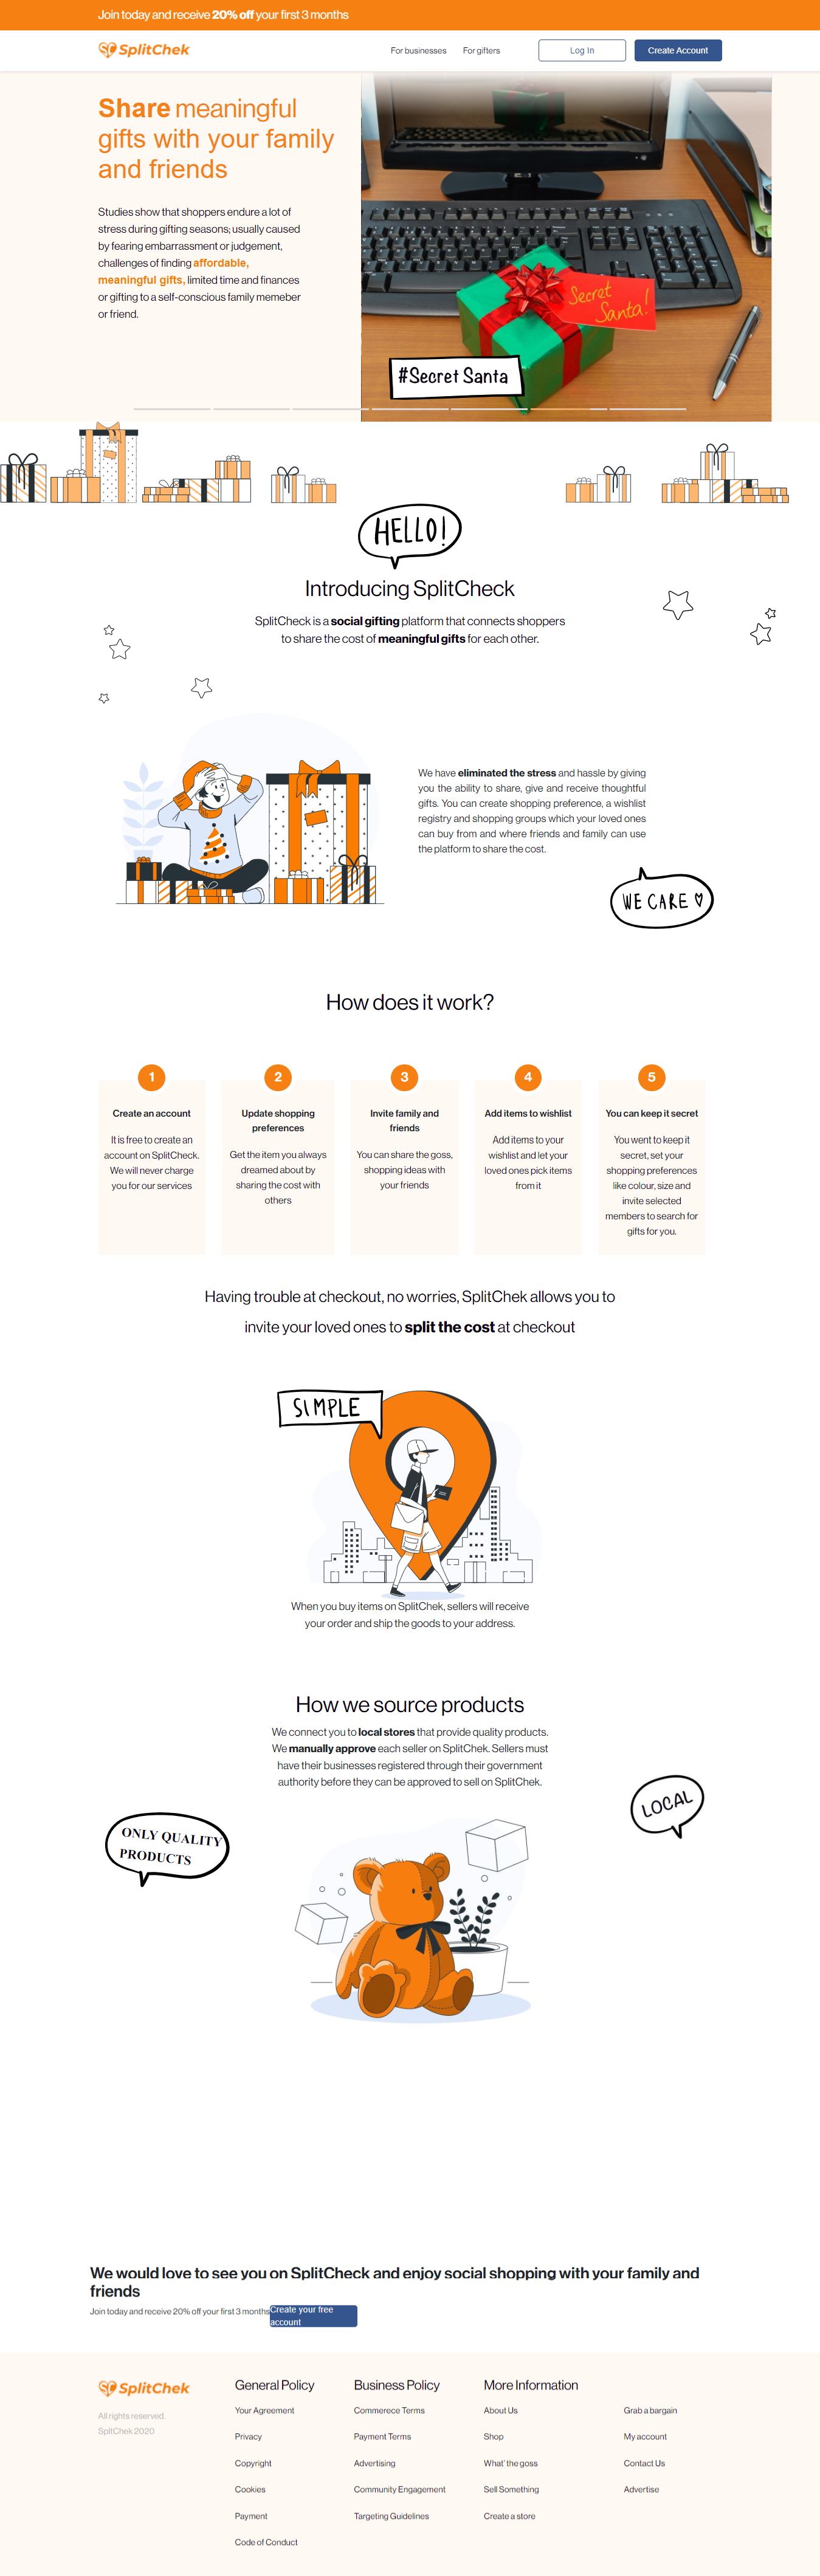 Join today and receive 20% off your first 3 months
SplitChek
For businesses
For gifters
Log In
Create Account
Share meaningful
gifts with your family
and friends
Studies show that shoppers endure a lot of
stress during gifting seasons; usually caused
by fearing embarrassment or judgement,
challenges of finding affordable,
meaningful gifts, limited time and finances
or gifting to a self-conscious family memeber
or friend.
Secret
Santa!
#Secret Santa
HELLO!
Introducing SplitCheck
SplitCheck is a social gifting platform that connects shoppers
to share the cost of meaningful gifts for each other.
We have eliminated the stress and hassle by giving
you the ability to share, give and receive thoughtful
gifts. You can create shopping preference, a wishlist
registry and shopping groups which your loved ones
can buy from and where friends and family can use
the platform to share the cost.
WE CARE
How does it work?
1
Create an account
It is free to create an
account on SplitCheck.
We will never charge
you for our services
2
Update shopping
preferences
Get the item you always
dreamed about by
sharing the cost with
others
3
Invite family and
friends
You can share the goss,
shopping ideas with
your friends
4
Add items to wishlist
Add items to your
wishlist and let your
loved ones pick items
from it
5
You can keep it secret
You went to keep it
secret, set your
shopping preferences
like colour, size and
invite selected
members to search for
gifts for you.
Having trouble at checkout, no worries, SplitChek allows you to
invite your loved ones to split the cost at checkout
SIMPLE
When you buy items on SplitChek, sellers will receive
your order and ship the goods to your address.
How we source products
We connect you to local stores that provide quality products.
We manually approve each seller on SplitChek. Sellers must
have their businesses registered through their government
authority before they can be approved to sell on SplitChek.
LOCAL
ONLY QUALITY
PRODUCTS
We would love to see you on SplitCheck and enjoy social shopping with your family and
friends
Join today and receive 20% off your first 3 months
Create your free
account
SplitChek
All rights reserved.
SpltChek 2020
General Policy
Your Agreement
Privacy
Copyright
Cookies
Payment
Code of Conduct
Business Policy
Commerece Terms
Payment Terms
Advertising
Community Engagement
Targeting Guidelines
More Information
About Us
Shop
What' the goss
Sell Something
Create a store
Grab a bargain
My account
Contact Us
Advertise